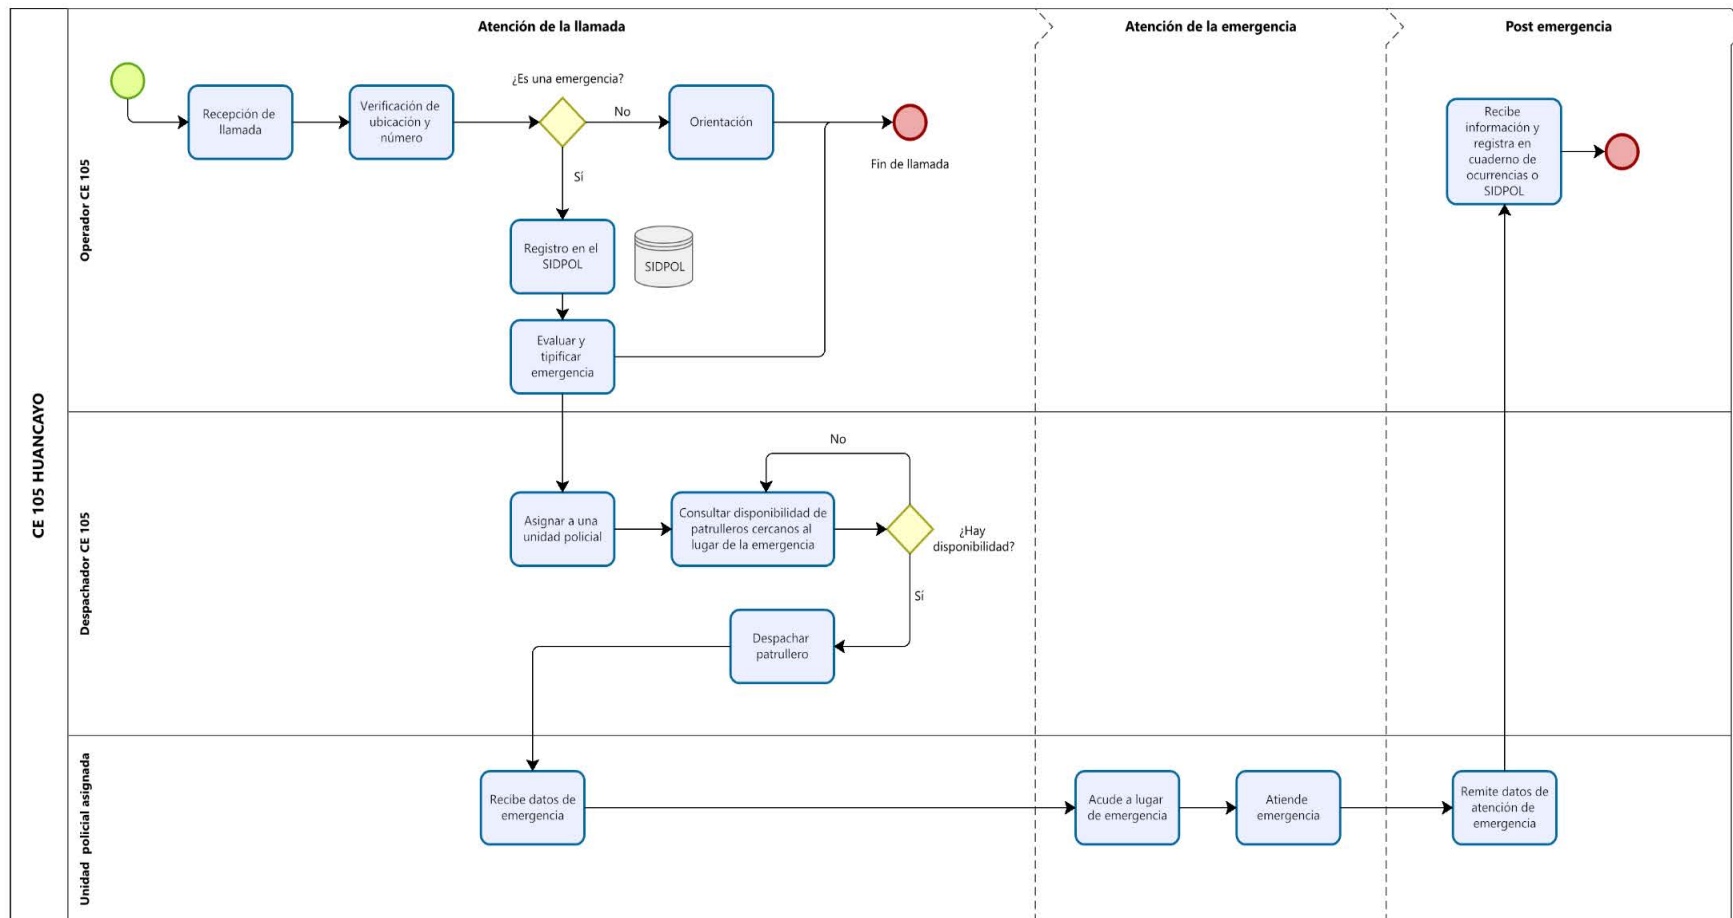 Atención de la llamada
Atención de la emergencia
Post emergencia
CE 105 HUANCAYO
Operador CE 105
Recepción de
llamada
Verificación de
ubicación y
número
¿Es una emergencia?
No
Orientación
Fin de llamada
Sí
Registro en el
SIDPOL
SIDPOL
Evaluar y
tipificar
emergencia
Recibe
información y
registra en
cuaderno de
ocurrencias o
SIDPOL
Despachador CE 105
Asignar a una
unidad policial
Consultar disponibilidad de
patrulleros cercanos al
lugar de la emergencia
No
¿Hay
disponibilidad?
Sí
Despachar
patrullero
Unidad policial asignada
Recibe datos de
emergencia
Acude a lugar
de emergencia
Atiende
emergencia
Remite datos de
atención de
emergencia